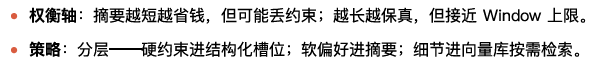 • 权衡轴：摘要越短越省钱，但可能丢约束；越长越保真，但接近 Window 上限。
• 策略：分层——硬约束进结构化槽位；软偏好进摘要；细节进向量库按需检索。